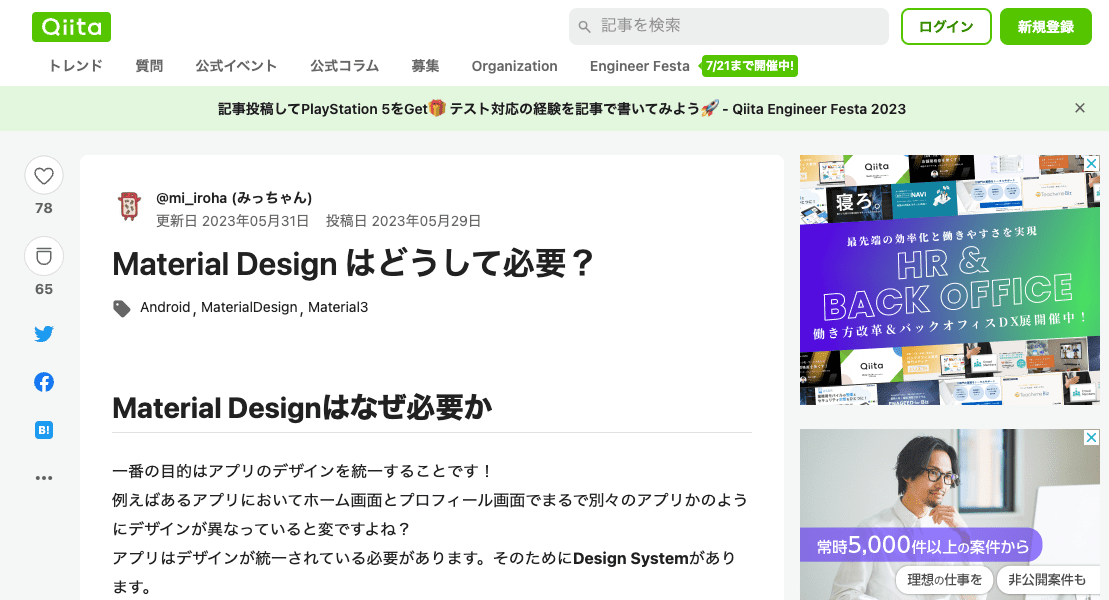 Qiita
記事を検索
ログイン
新規登録
トレンド 質問 公式イベント 公式コラム 募集 Organization Engineer Festa 7/21まで開催中!
記事投稿してPlayStation 5をGet🎁 テスト対応の経験を記事で書いてみよう🚀 - Qiita Engineer Festa 2023
@mi_iroha (みっちゃん)
更新日 2023年05月31日 投稿日 2023年05月29日
78
65
B!
Material Design はどうして必要？
Android, MaterialDesign, Material3
Material Designはなぜ必要か
一番の目的はアプリのデザインを統一することです！
例えばあるアプリにおいてホーム画面とプロフィール画面でまるで別々のアプリかのよう
にデザインが異なっていると変ですよね？
アプリはデザインが統一されている必要があります。そのためにDesign Systemがあり
ます。
Qiita
寝ろ。
最先端の効率化と働きやすさを実現
HR &
BACK OFFICE
働き方改革＆バックオフィスDX展開催中！
Qiita
常時5,000件以上の案件から
理想の仕事を
非公開案件も